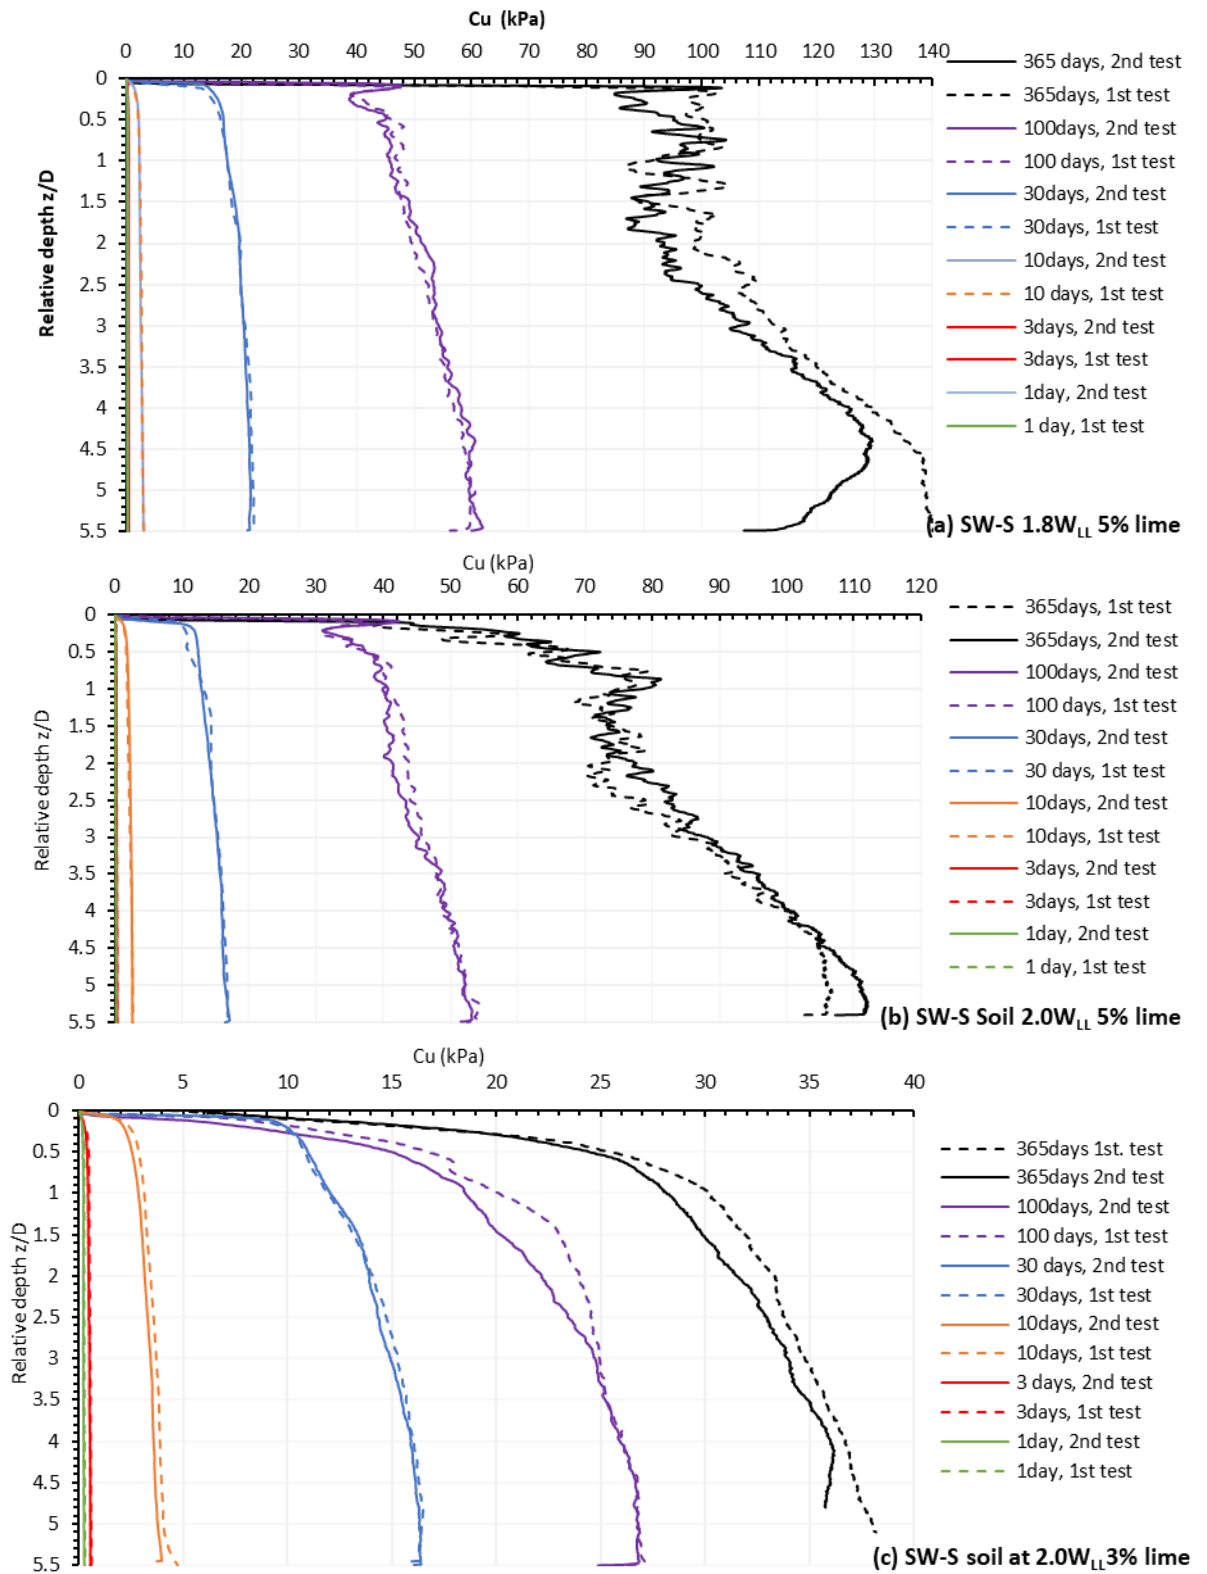 Cu (kPa)
0 10 20 30 40 50 60 70 80 90 100 110 120 130 140
Relative depth z/D
0
0.5
1
1.5
2
2.5
3
3.5
4
4.5
5
5.5
365 days, 2nd test
365days, 1st test
100days, 2nd test
100 days, 1st test
30days, 2nd test
30days, 1st test
10days, 2nd test
10 days, 1st test
3days, 2nd test
3days, 1st test
1day, 2nd test
1 day, 1st test
(a) SW-S 1.8WLL 5% lime
Cu (kPa)
0 10 20 30 40 50 60 70 80 90 100 110 120
Relative depth z/D
0
0.5
1
1.5
2
2.5
3
3.5
4
4.5
5
5.5
365days, 1st test
365days, 2nd test
100days, 2nd test
100 days, 1st test
30days, 2nd test
30 days, 1st test
10days, 2nd test
10days, 1st test
3days, 2nd test
3days, 1st test
1day, 2nd test
1 day, 1st test
(b) SW-S Soil 2.0WLL 5% lime
Cu (kPa)
0 5 10 15 20 25 30 35 40
Relative depth z/D
0
0.5
1
1.5
2
2.5
3
3.5
4
4.5
5
5.5
365days 1st. test
365days 2nd test
100days, 2nd test
100 days, 1st test
30 days, 2nd test
30days, 1st test
10days, 2nd test
10days, 1st test
3 days, 2nd test
3days, 1st test
1day, 2nd test
1day, 1st test
(c) SW-S soil at 2.0WLL3% lime